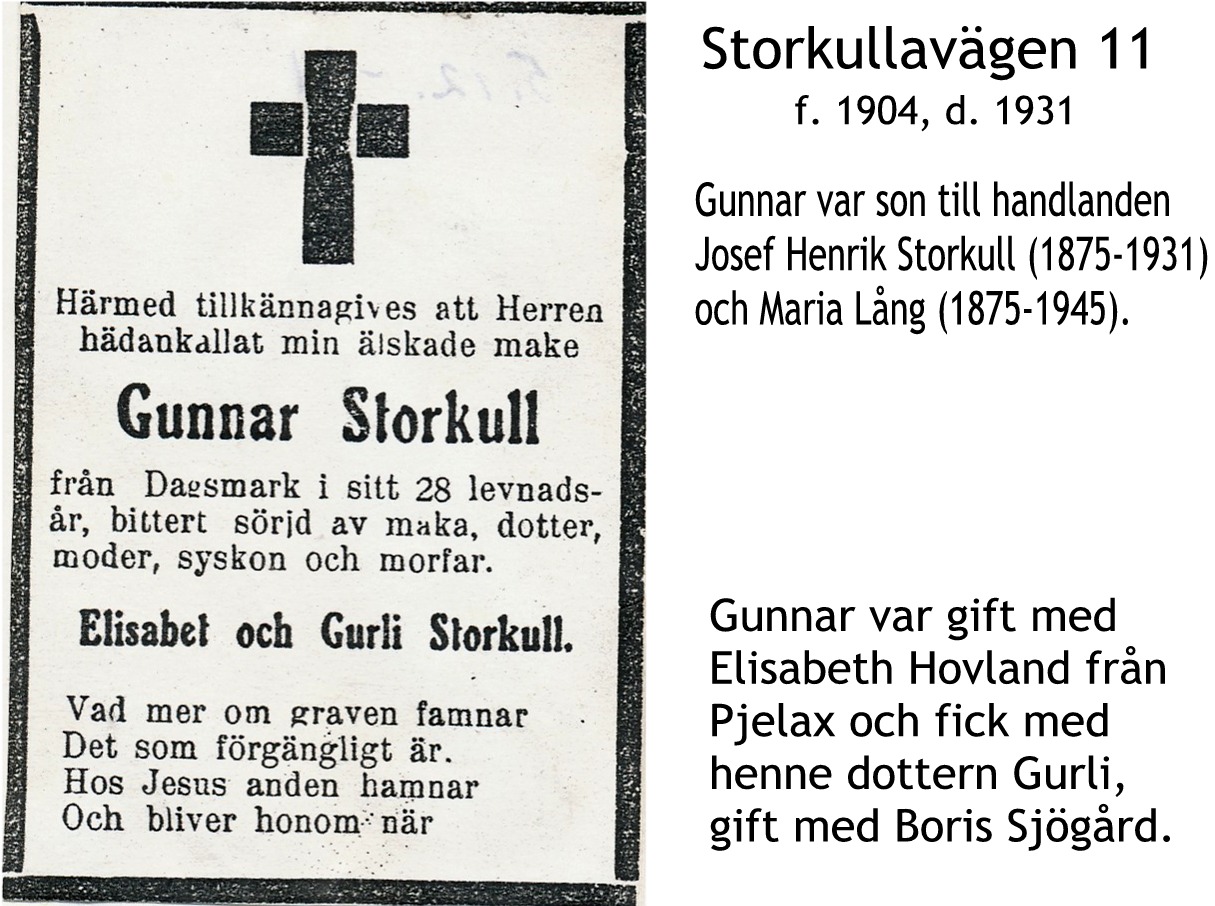 Härmed tillkännagives att Herren
hädankallat min älskade make
Gunnar Storkull
från Dagsmark i sitt 28 levnads-
år, bittert sörjd av maka, dotter,
moder, syskon och morfar.
Elisabet och Gurli Storkull.
Vad mer om graven famnar
Det som förgängligt är.
Hos Jesus anden hamnar
Och bliver honom när
Storkullavägen 11
f. 1904, d. 1931
Gunnar var son till handlanden
Josef Henrik Storkull (1875-1931)
och Maria Lång (1875-1945).
Gunnar var gift med
Elisabeth Hovland från
Pjelax och fick med
henne dottern Gurli,
gift med Boris Sjögård.